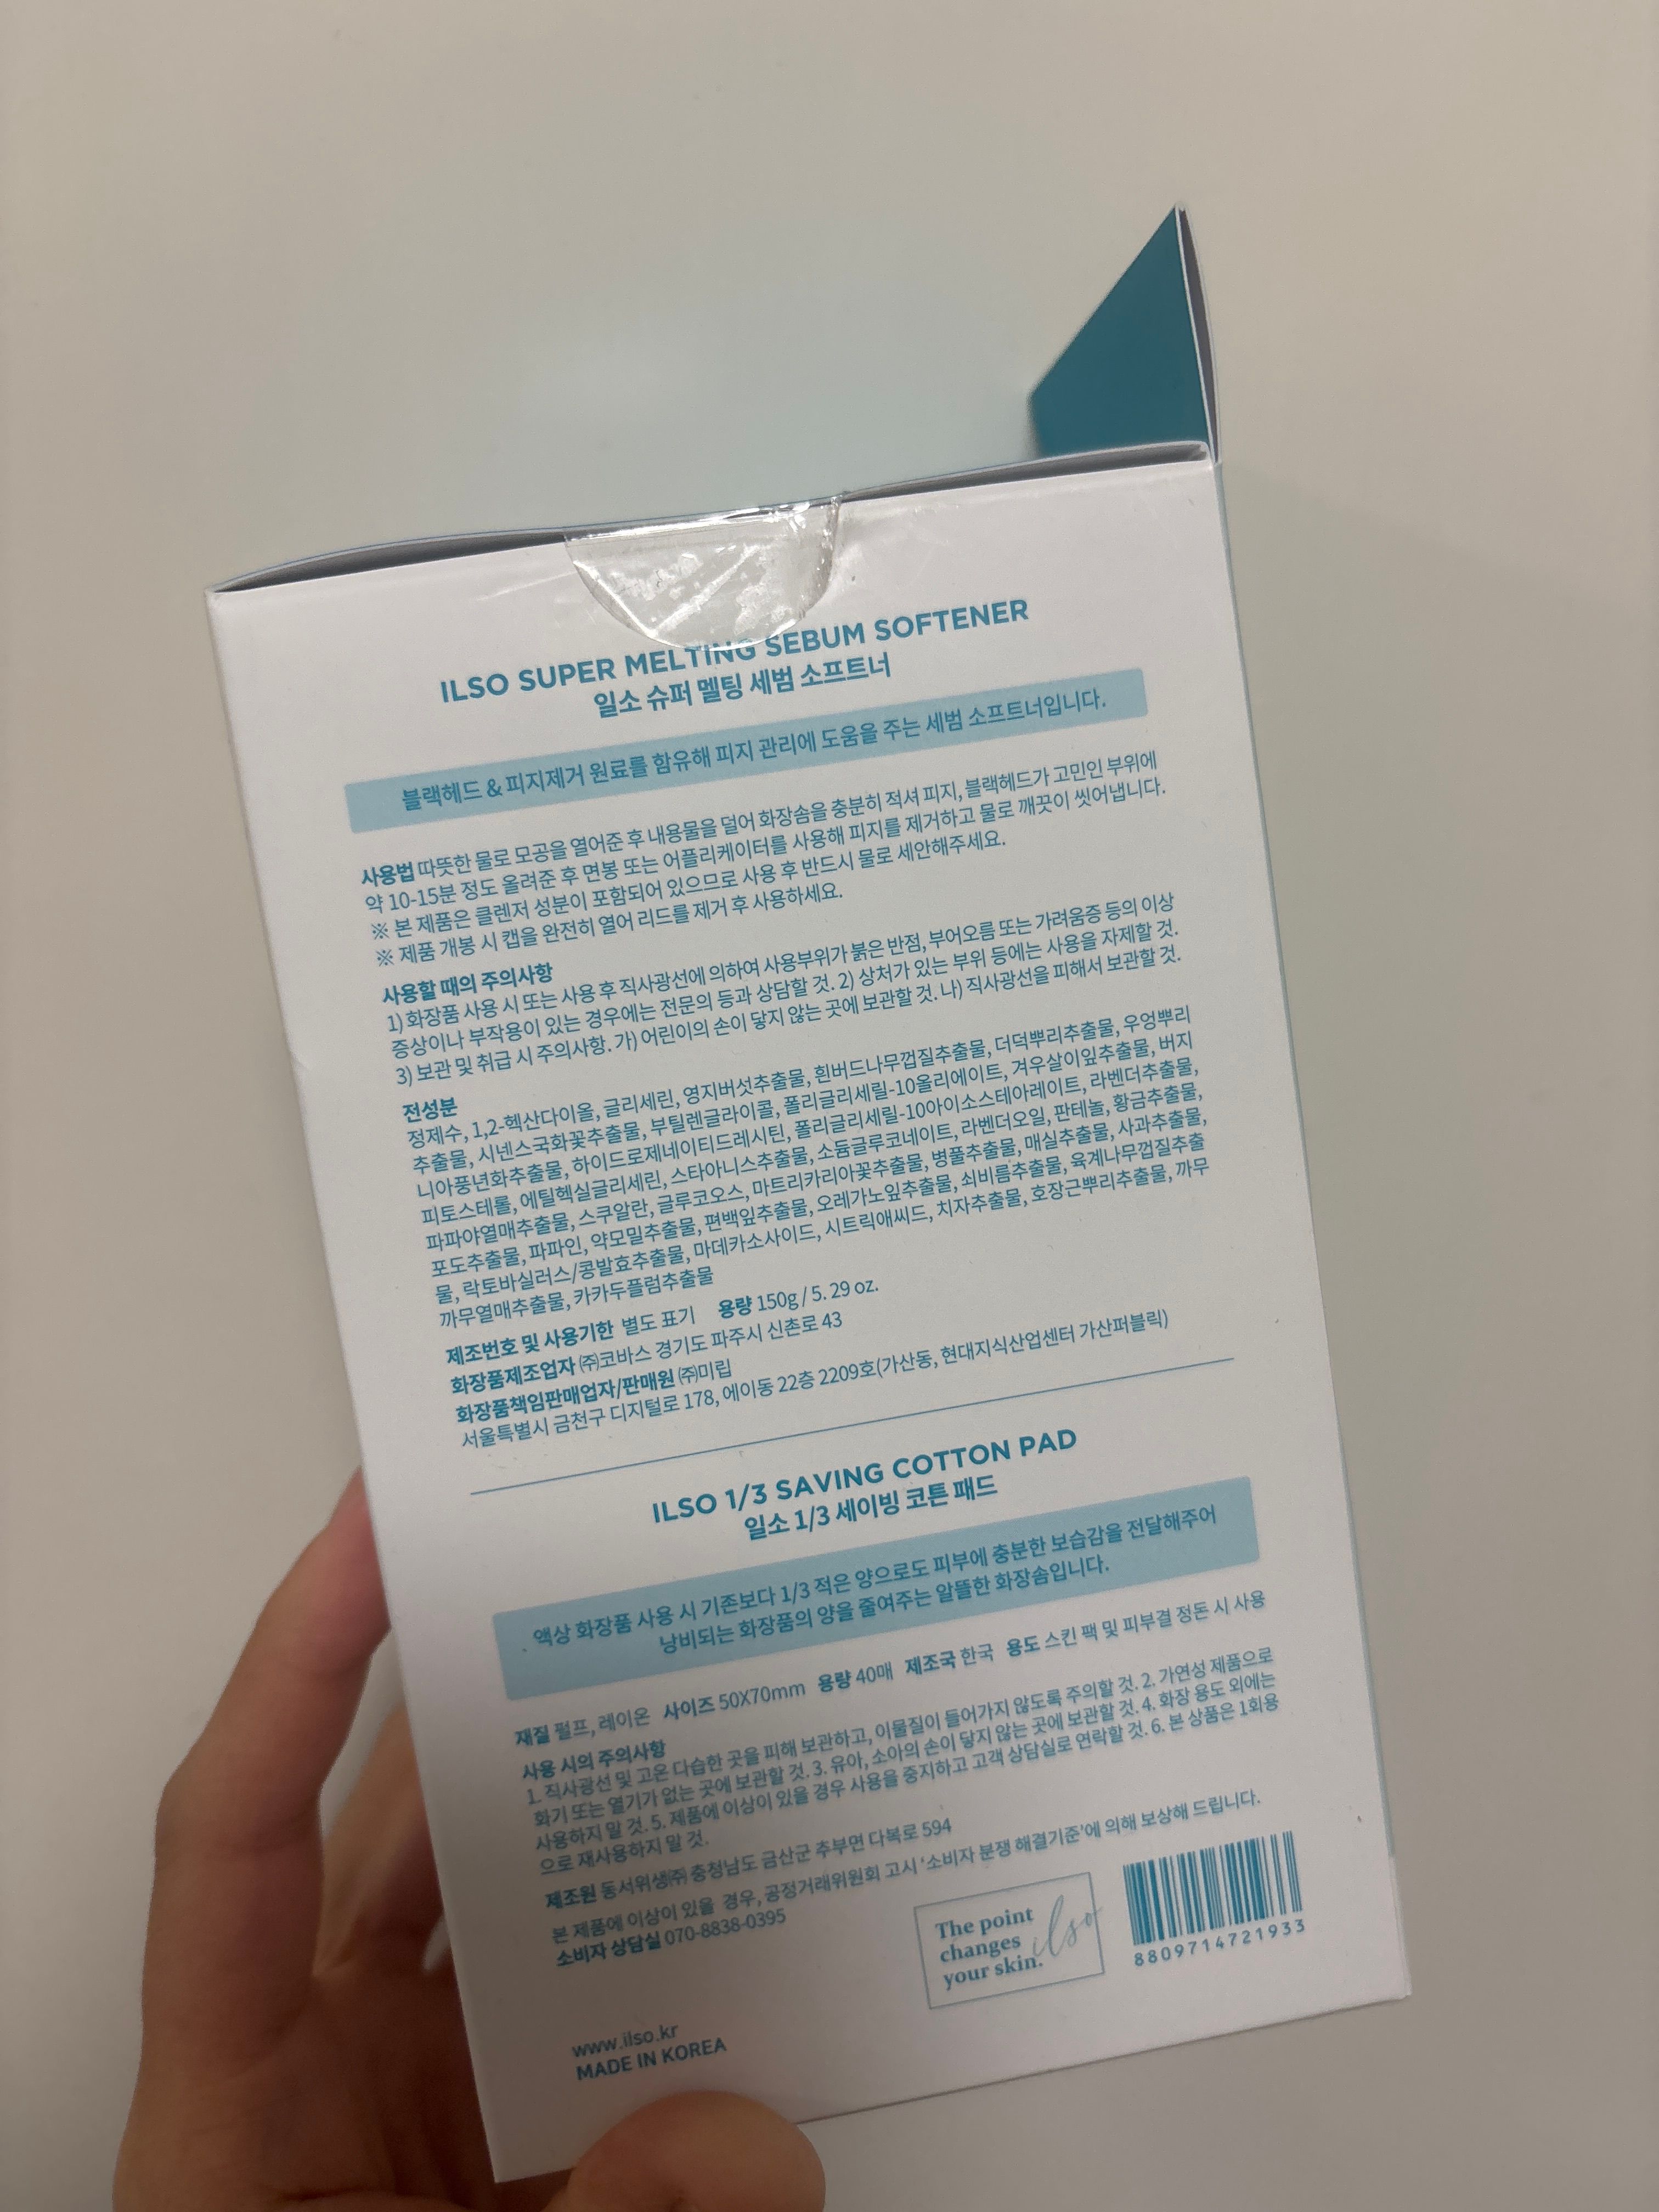 ILSO SUPER MELTING SEBUM SOFTENER
일소 슈퍼 멜팅 세범 소프트너
블랙헤드 & 피지제거 원료를 함유해 피지 관리에 도움을 주는 세범 소프트너입니다.
사용법 따뜻한 물로 모공을 열어준 후 내용물을 덜어 화장솜을 충분히 적셔 피지, 블랙헤드가 고민인 부위에
약 10-15분 정도 올려준 후 면봉 또는 어플리케이터를 사용해 피지를 제거하고 물로 깨끗이 씻어냅니다.
※ 본 제품은 클렌저 성분이 포함되어 있으므로 사용 후 반드시 물로 세안해주세요.
※ 제품 개봉 시 캡을 완전히 열어 리드를 제거 후 사용하세요.
사용할 때의 주의사항
1) 화장품 사용 시 또는 사용 후 직사광선에 의하여 사용부위가 붉은 반점, 부어오름 또는 가려움증 등의 이상
증상이나 부작용이 있는 경우에는 전문의 등과 상담할 것. 2) 상처가 있는 부위 등에는 사용을 자제할 것.
3) 보관 및 취급 시 주의사항. 가) 어린이의 손이 닿지 않는 곳에 보관할 것. 나) 직사광선을 피해서 보관할 것.
전성분
정제수, 1,2-헥산다이올, 글리세린, 영지버섯추출물, 흰버드나무껍질추출물, 더덕뿌리추출물, 우엉뿌리
추출물, 시넨스국화꽃추출물, 부틸렌글라이콜, 폴리글리세릴-10올리에이트, 겨우살이잎추출물, 버지
니아풍년화추출물, 하이드로제네이티드레시틴, 폴리글리세릴-10아이소스테아레이트, 라벤더추출물,
피토스테롤, 에틸헥실글리세린, 스타아니스추출물, 소듐글루코네이트, 라벤더오일, 판테놀, 황금추출물,
파파야열매추출물, 스쿠알란, 글루코오스, 마트리카리아꽃추출물, 병풀추출물, 매실추출물, 사과추출물,
포도추출물, 파파인, 약모밀추출물, 편백잎추출물, 오레가노잎추출물, 쇠비름추출물, 육계나무껍질추출
물, 락토바실러스/콩발효추출물, 마데카소사이드, 시트릭애씨드, 치자추출물, 호장근뿌리추출물, 까무
까무열매추출물, 카카두플럼추출물
제조번호 및 사용기한 별도 표기 용량 150g / 5. 29 oz.
화장품제조업자 ㈜코바스 경기도 파주시 신촌로 43
화장품책임판매업자/판매원 ㈜미립
서울특별시 금천구 디지털로 178, 에이동 22층 2209호(가산동, 현대지식산업센터 가산퍼블릭)
ILSO 1/3 SAVING COTTON PAD
일소 1/3 세이빙 코튼 패드
액상 화장품 사용 시 기존보다 1/3 적은 양으로도 피부에 충분한 보습감을 전달해주어
낭비되는 화장품의 양을 줄여주는 알뜰한 화장솜입니다.
재질 펄프, 레이온 사이즈 50X70mm 용량 40매 제조국 한국 용도 스킨 팩 및 피부결 정돈 시 사용
사용 시의 주의사항
1. 직사광선 및 고온 다습한 곳을 피해 보관하고, 이물질이 들어가지 않도록 주의할 것. 2. 가연성 제품으로
화기 또는 열기가 없는 곳에 보관할 것. 3. 유아, 소아의 손이 닿지 않는 곳에 보관할 것. 4. 화장 용도 외에는
사용하지 말 것. 5. 제품에 이상이 있을 경우 사용을 중지하고 고객 상담실로 연락할 것. 6. 본 상품은 1회용
으로 재사용하지 말 것.
제조원 동서위생㈜ 충청남도 금산군 추부면 다복로 594
본 제품에 이상이 있을 경우, 공정거래위원회 고시 '소비자 분쟁 해결기준'에 의해 보상해 드립니다.
소비자 상담실 070-8838-0395
The point
changes
your skin.
ilso
8809714721933
www.ilso.kr
MADE IN KOREA